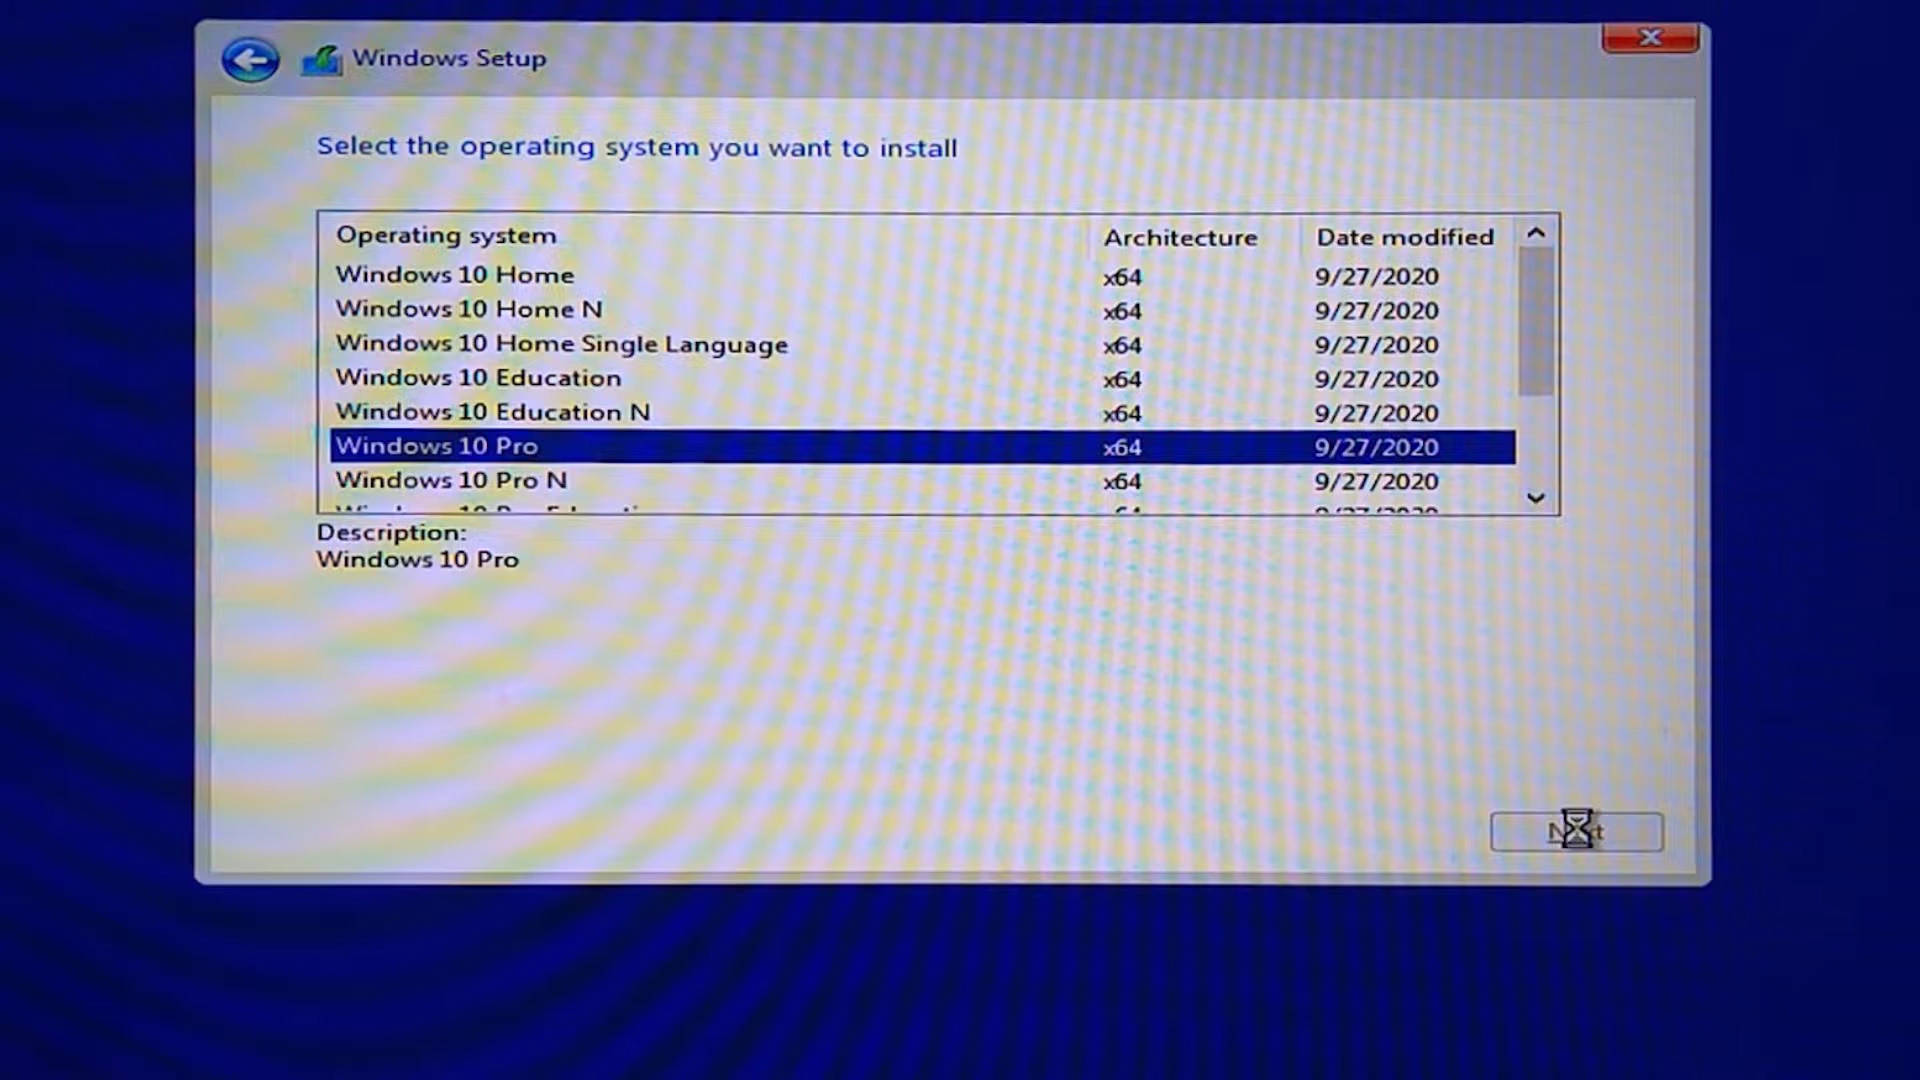 Windows Setup
Select the operating system you want to install
Operating system Architecture Date modified
Windows 10 Home x64 9/27/2020
Windows 10 Home N x64 9/27/2020
Windows 10 Home Single Language x64 9/27/2020
Windows 10 Education x64 9/27/2020
Windows 10 Education N x64 9/27/2020
Windows 10 Pro x64 9/27/2020
Windows 10 Pro N x64 9/27/2020
Description:
Windows 10 Pro